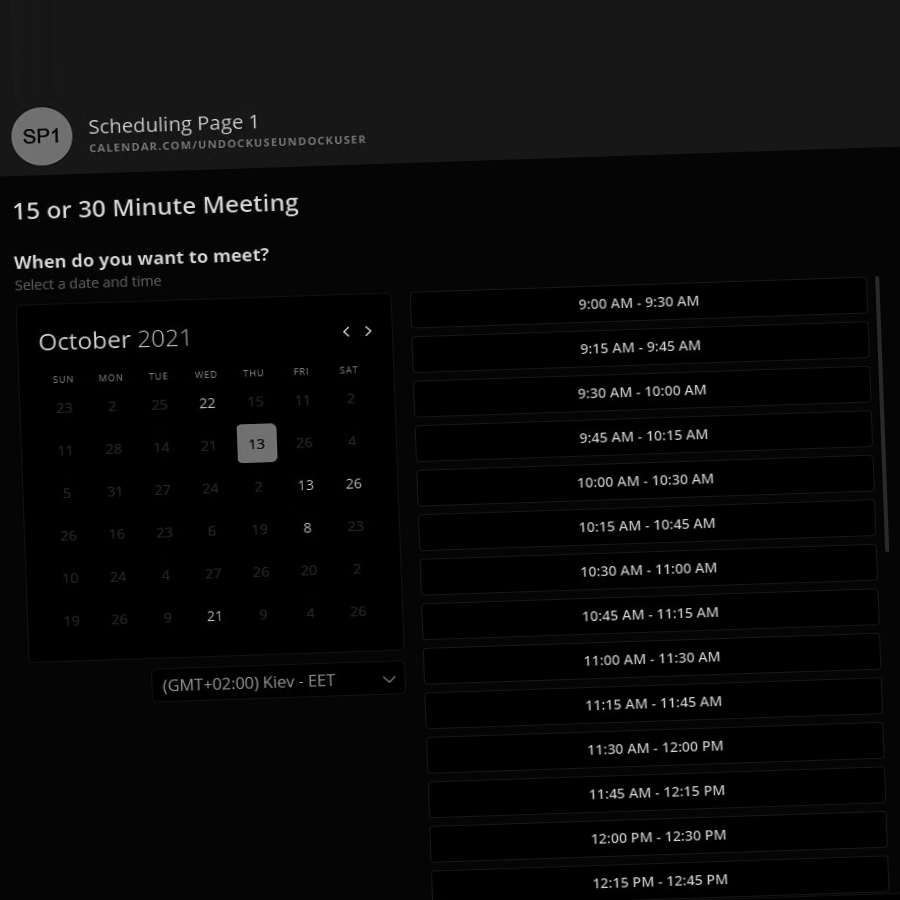 SP1
Scheduling Page 1
CALENDAR.COM/UNDOCKUSEUNDOCKUSER
15 or 30 Minute Meeting
When do you want to meet?
Select a date and time
October 2021
SUN MON TUE WED THU FRI SAT
23 2 25 22 15 11 2
11 28 14 21 13 26 4
5 31 27 24 2 13 26
26 16 23 6 19 8 23
10 24 4 27 26 20 2
19 26 9 21 9 4 26
(GMT+02:00) Kiev - EET
9:00 AM - 9:30 AM
9:15 AM - 9:45 AM
9:30 AM - 10:00 AM
9:45 AM - 10:15 AM
10:00 AM - 10:30 AM
10:15 AM - 10:45 AM
10:30 AM - 11:00 AM
10:45 AM - 11:15 AM
11:00 AM - 11:30 AM
11:15 AM - 11:45 AM
11:30 AM - 12:00 PM
11:45 AM - 12:15 PM
12:00 PM - 12:30 PM
12:15 PM - 12:45 PM